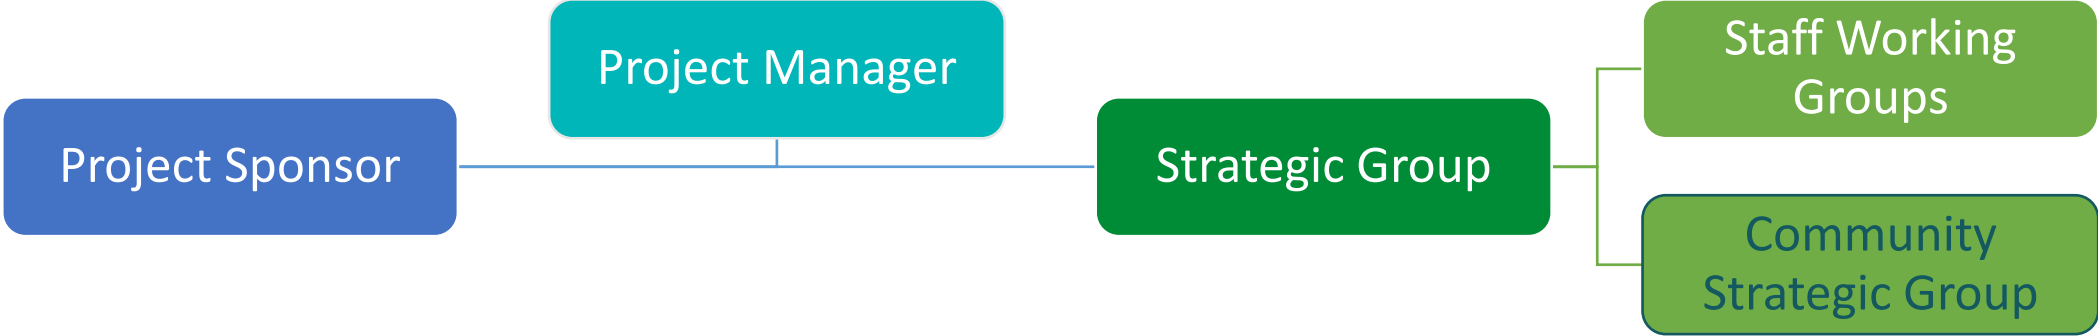 Project Manager
Project Sponsor
Strategic Group
Staff Working
Groups
Community
Strategic Group